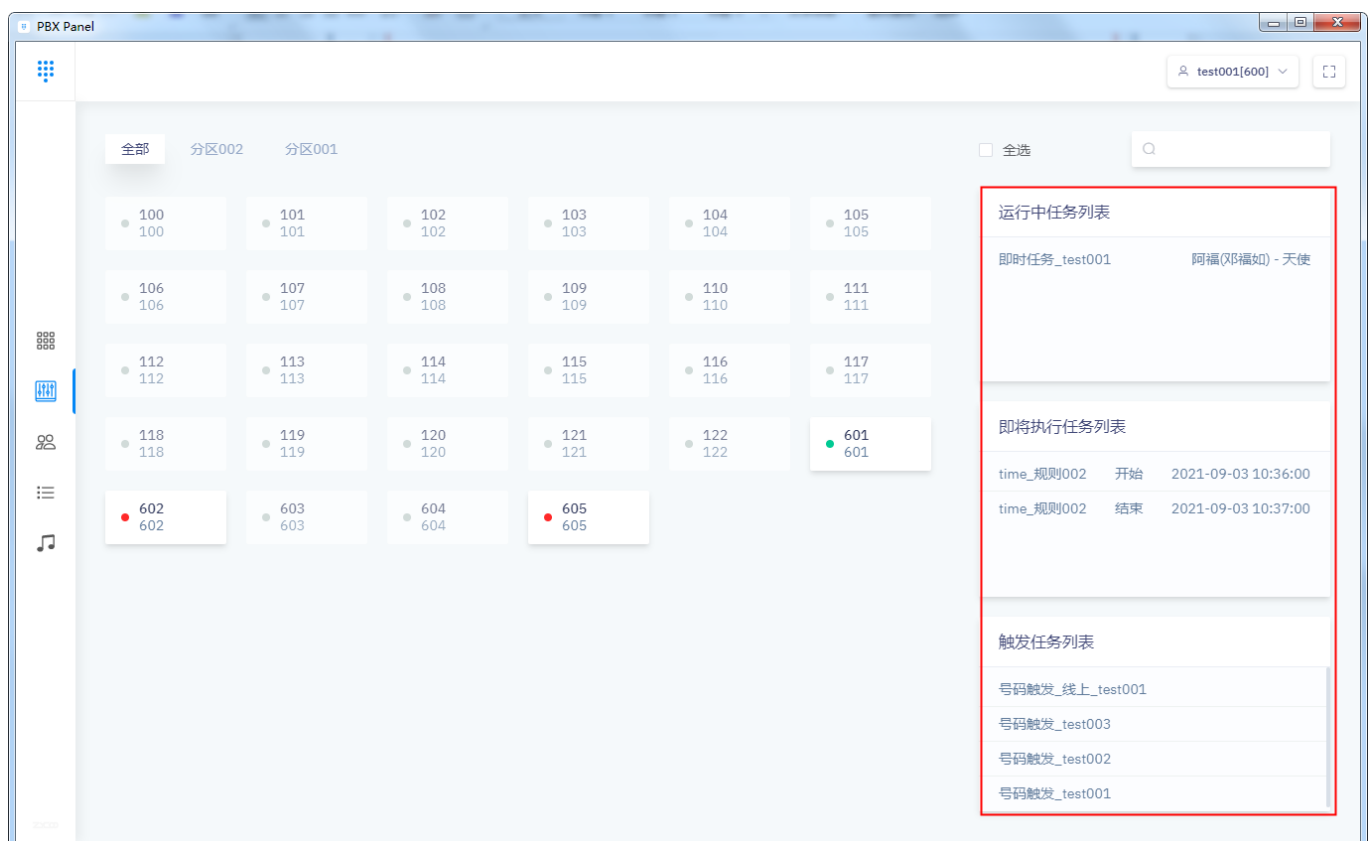 PBX Panel
test001[600]
全部 分区002 分区001
全选
100 101 102 103 104 105
100 101 102 103 104 105
106 107 108 109 110 111
106 107 108 109 110 111
112 113 114 115 116 117
112 113 114 115 116 117
118 119 120 121 122 601
118 119 120 121 122 601
602 603 604 605
602 603 604 605
运行中任务列表
即时任务_test001 阿福(邓福如) - 天使
即将执行任务列表
time_规则002 开始 2021-09-03 10:36:00
time_规则002 结束 2021-09-03 10:37:00
触发任务列表
号码触发_线上_test001
号码触发_test003
号码触发_test002
号码触发_test001